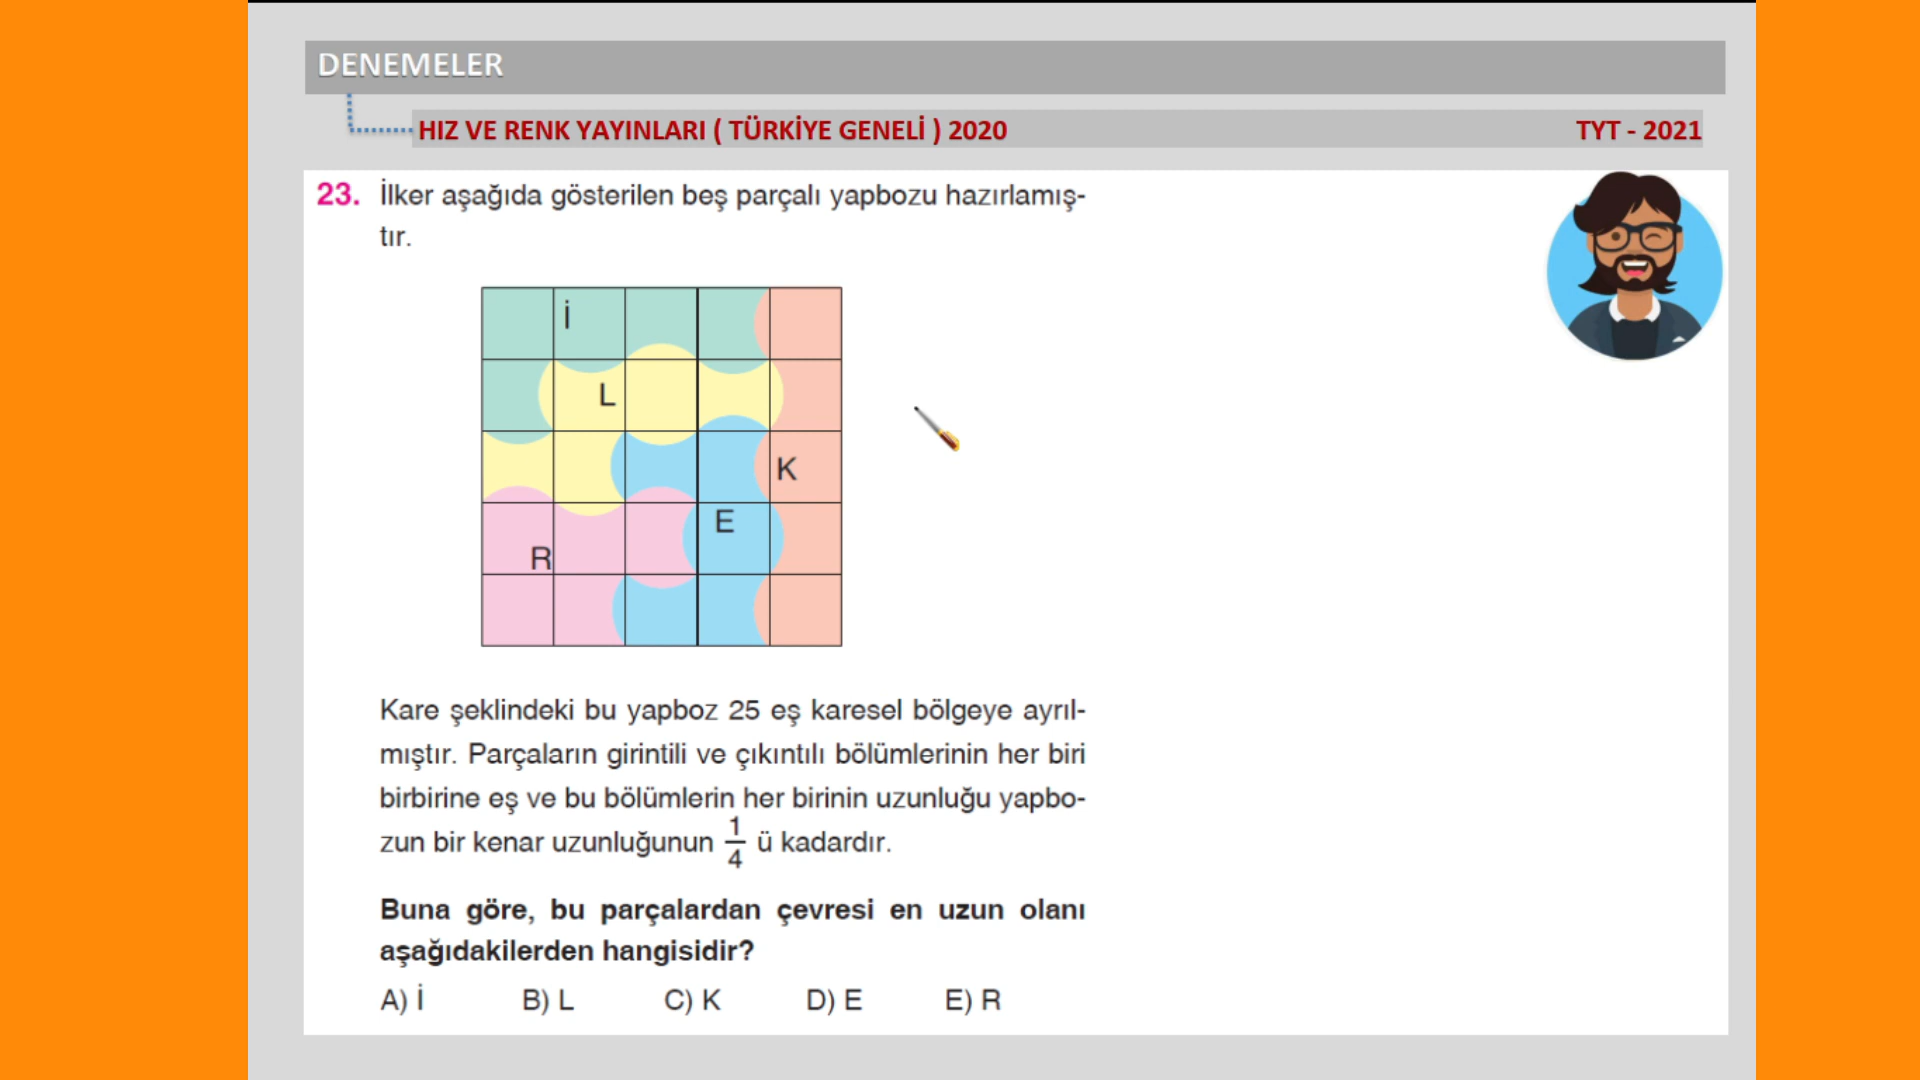 DENEMELER
HIZ VE RENK YAYINLARI ( TÜRKİYE GENELİ ) 2020 TYT - 2021
23. İlker aşağıda gösterilen beş parçalı yapbozu hazırlamış-
tır.
İ
L
K
E
R
Kare şeklindeki bu yapboz 25 eş karesel bölgeye ayrıl-
mıştır. Parçaların girintili ve çıkıntılı bölümlerinin her biri
birbirine eş ve bu bölümlerin her birinin uzunluğu yapbo-
zun bir kenar uzunluğunun 1/4 ü kadardır.
Buna göre, bu parçalardan çevresi en uzun olanı
aşağıdakilerden hangisidir?
A) İ B) L C) K D) E E) R